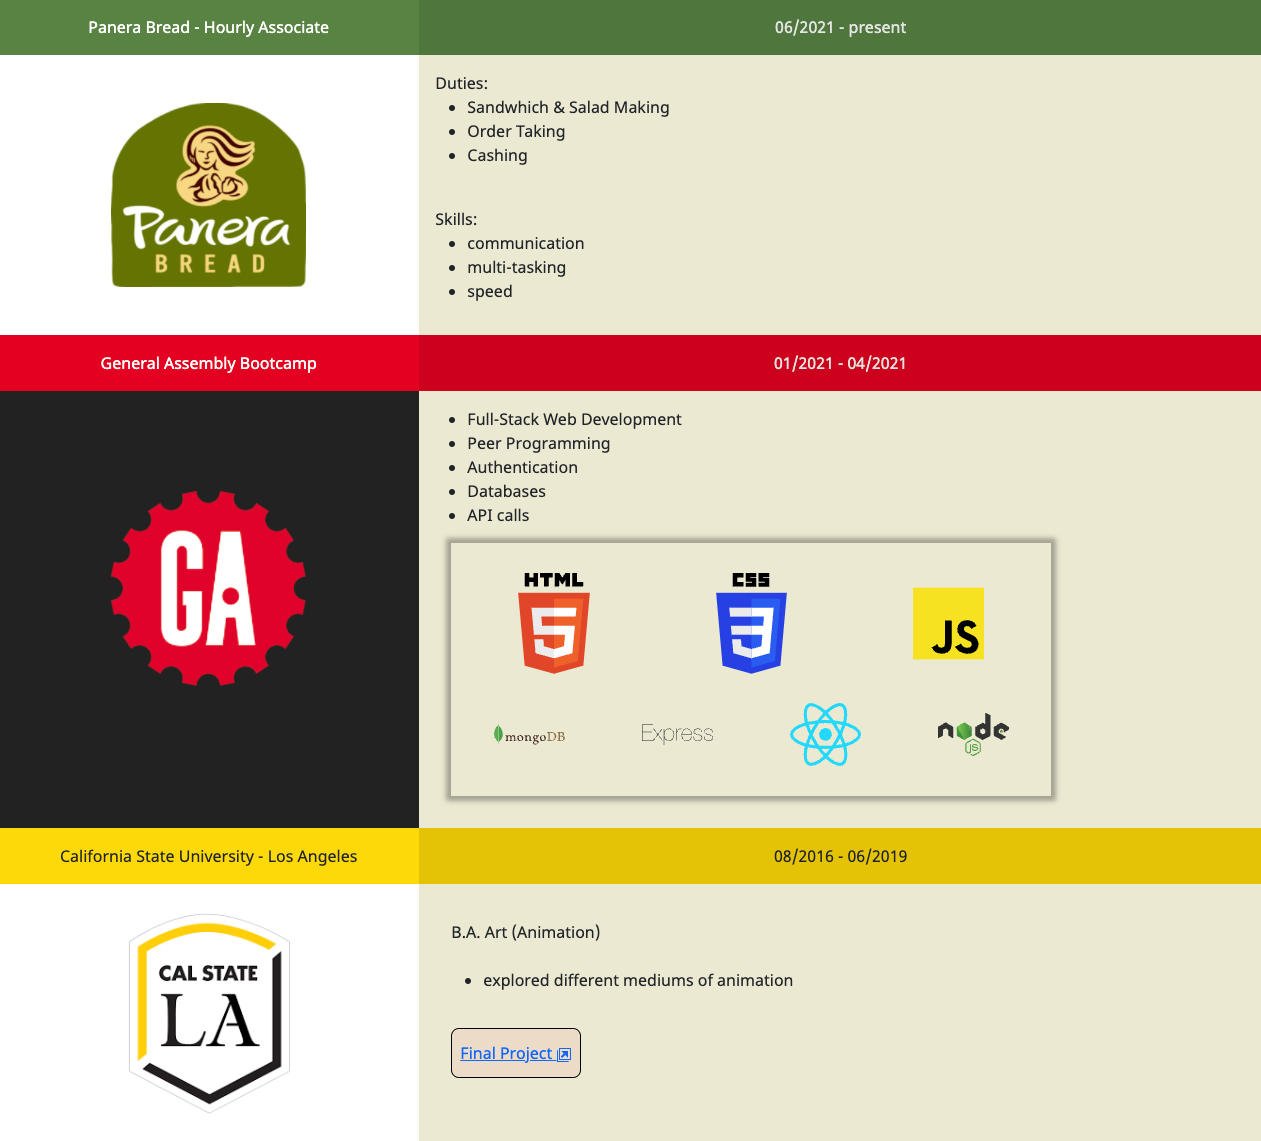 Panera Bread - Hourly Associate
06/2021 - present
Panera
BREAD
Duties:
Sandwhich & Salad Making
Order Taking
Cashing
Skills:
communication
multi-tasking
speed
General Assembly Bootcamp
01/2021 - 04/2021
GA
Full-Stack Web Development
Peer Programming
Authentication
Databases
API calls
HTML
5
CSS
3
JS
mongoDB
Express
node
JS
California State University - Los Angeles
08/2016 - 06/2019
CAL STATE
LA
B.A. Art (Animation)
explored different mediums of animation
Final Project